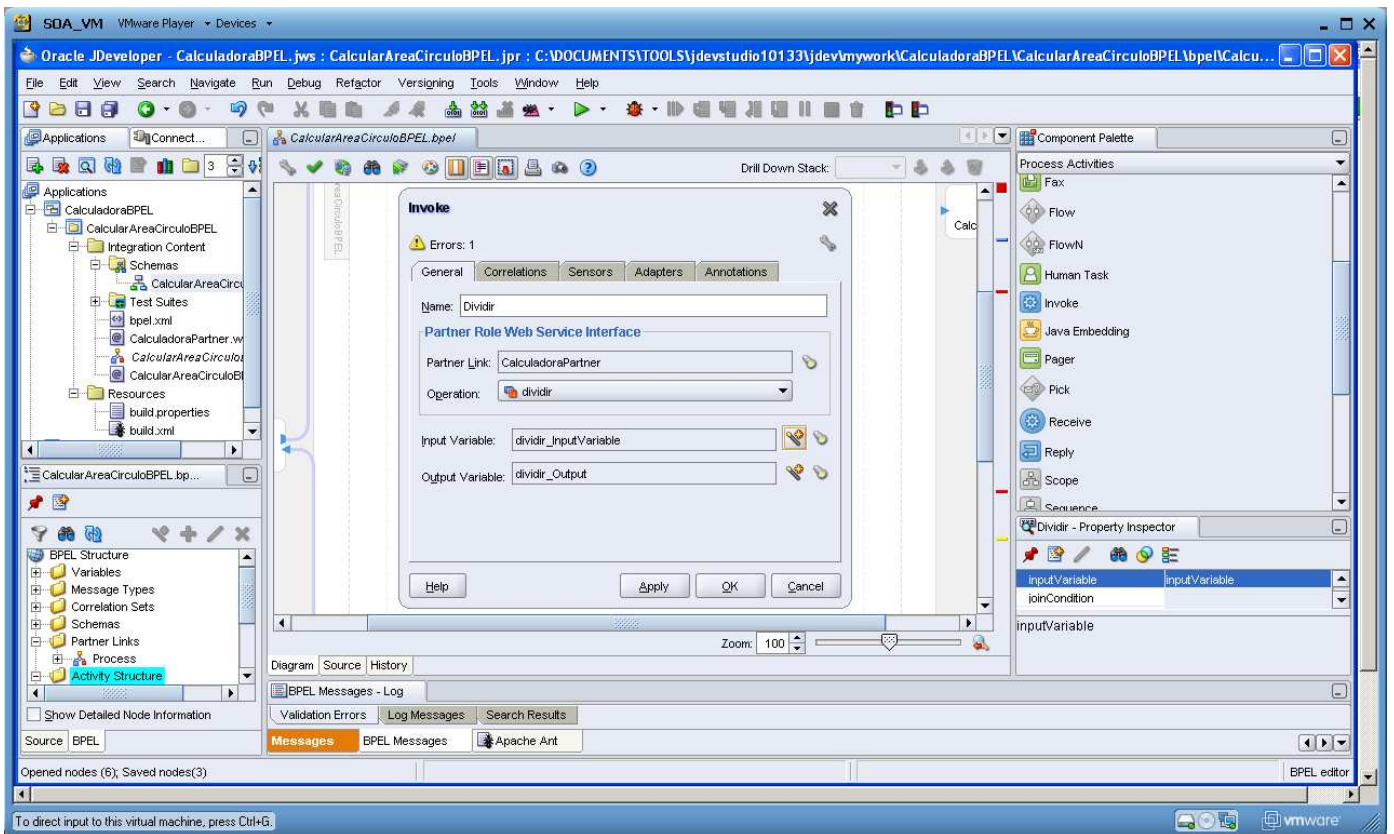 SOA_VM VMware Player Devices
Oracle JDeveloper - CalculadoraBPEL.jws : CalcularAreaCirculoBPEL.jpr : C:\DOCUMENTS\TOOLS\jdevstudio10133\jdev\mywork\CalculadoraBPEL\CalcularAreaCirculoBPEL\bpel\Calcu...
File Edit View Search Navigate Run Debug Refactor Versioning Tools Window Help
Applications Connect...
3
Applications
CalculadoraBPEL
CalcularAreaCirculoBPEL
Integration Content
Schemas
CalcularAreaCircu
Test Suites
bpel.xml
CalculadoraPartner.w
CalcularAreaCirculo
CalcularAreaCirculoB
Resources
build.properties
build.xml
CalcularAreaCirculoBPEL.bp...
BPEL Structure
Variables
Message Types
Correlation Sets
Schemas
Partner Links
Process
Activity Structure
Show Detailed Node Information
Source BPEL
CalcularAreaCirculoBPEL.bpel
Drill Down Stack:
reaCirculoBPEL
Calc
Invoke
Errors: 1
General Correlations Sensors Adapters Annotations
Name: Dividir
Partner Role Web Service Interface
Partner Link: CalculadoraPartner
Operation: dividir
Input Variable: dividir_InputVariable
Output Variable: dividir_Output
Help Apply OK Cancel
Zoom: 100
Diagram Source History
BPEL Messages - Log
Validation Errors Log Messages Search Results
Messages BPEL Messages Apache Ant
Component Palette
Process Activities
Fax
Flow
FlowN
Human Task
Invoke
Java Embedding
Pager
Pick
Receive
Reply
Scope
Sequence
Dividir - Property Inspector
inputVariable inputVariable
joinCondition
inputVariable
Opened nodes (6); Saved nodes(3) BPEL editor
To direct input to this virtual machine, press Ctrl+G. vmware